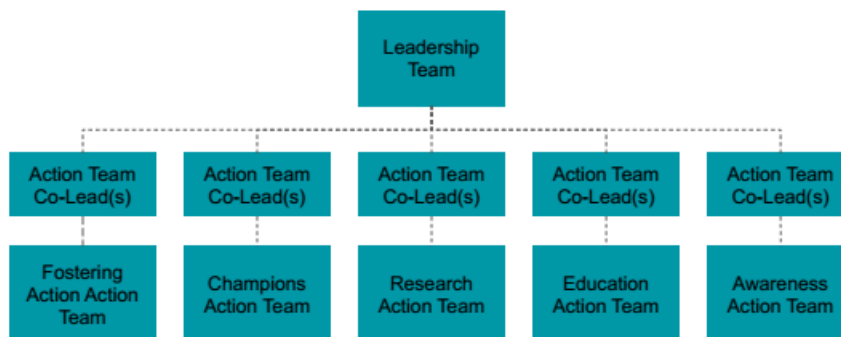 Leadership
Team
Action Team
Co-Lead(s)
Action Team
Co-Lead(s)
Action Team
Co-Lead(s)
Action Team
Co-Lead(s)
Action Team
Co-Lead(s)
Fostering
Action Action
Team
Champions
Action Team
Research
Action Team
Education
Action Team
Awareness
Action Team